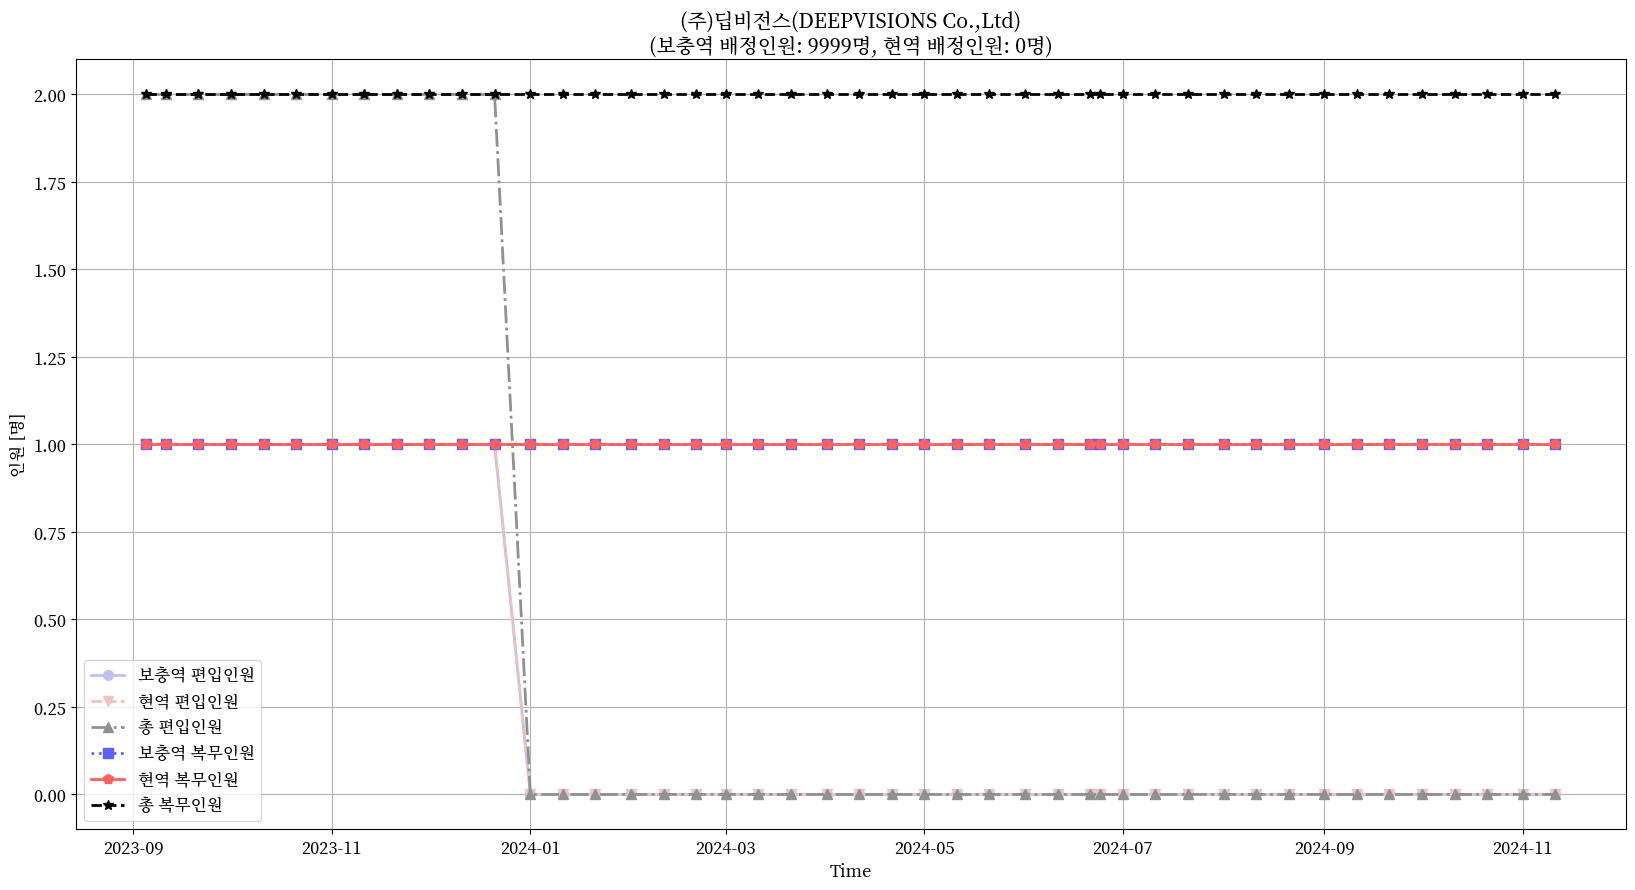 (주)딥비전스(DEEPVISIONS Co.,Ltd)
(보충역 배정인원: 9999명, 현역 배정인원: 0명)
인원 [명]
2.00
1.75
1.50
1.25
1.00
0.75
0.50
0.25
0.00
보충역 편입인원
현역 편입인원
총 편입인원
보충역 복무인원
현역 복무인원
총 복무인원
2023-09
2023-11
2024-01
2024-03
2024-05
2024-07
2024-09
2024-11
Time